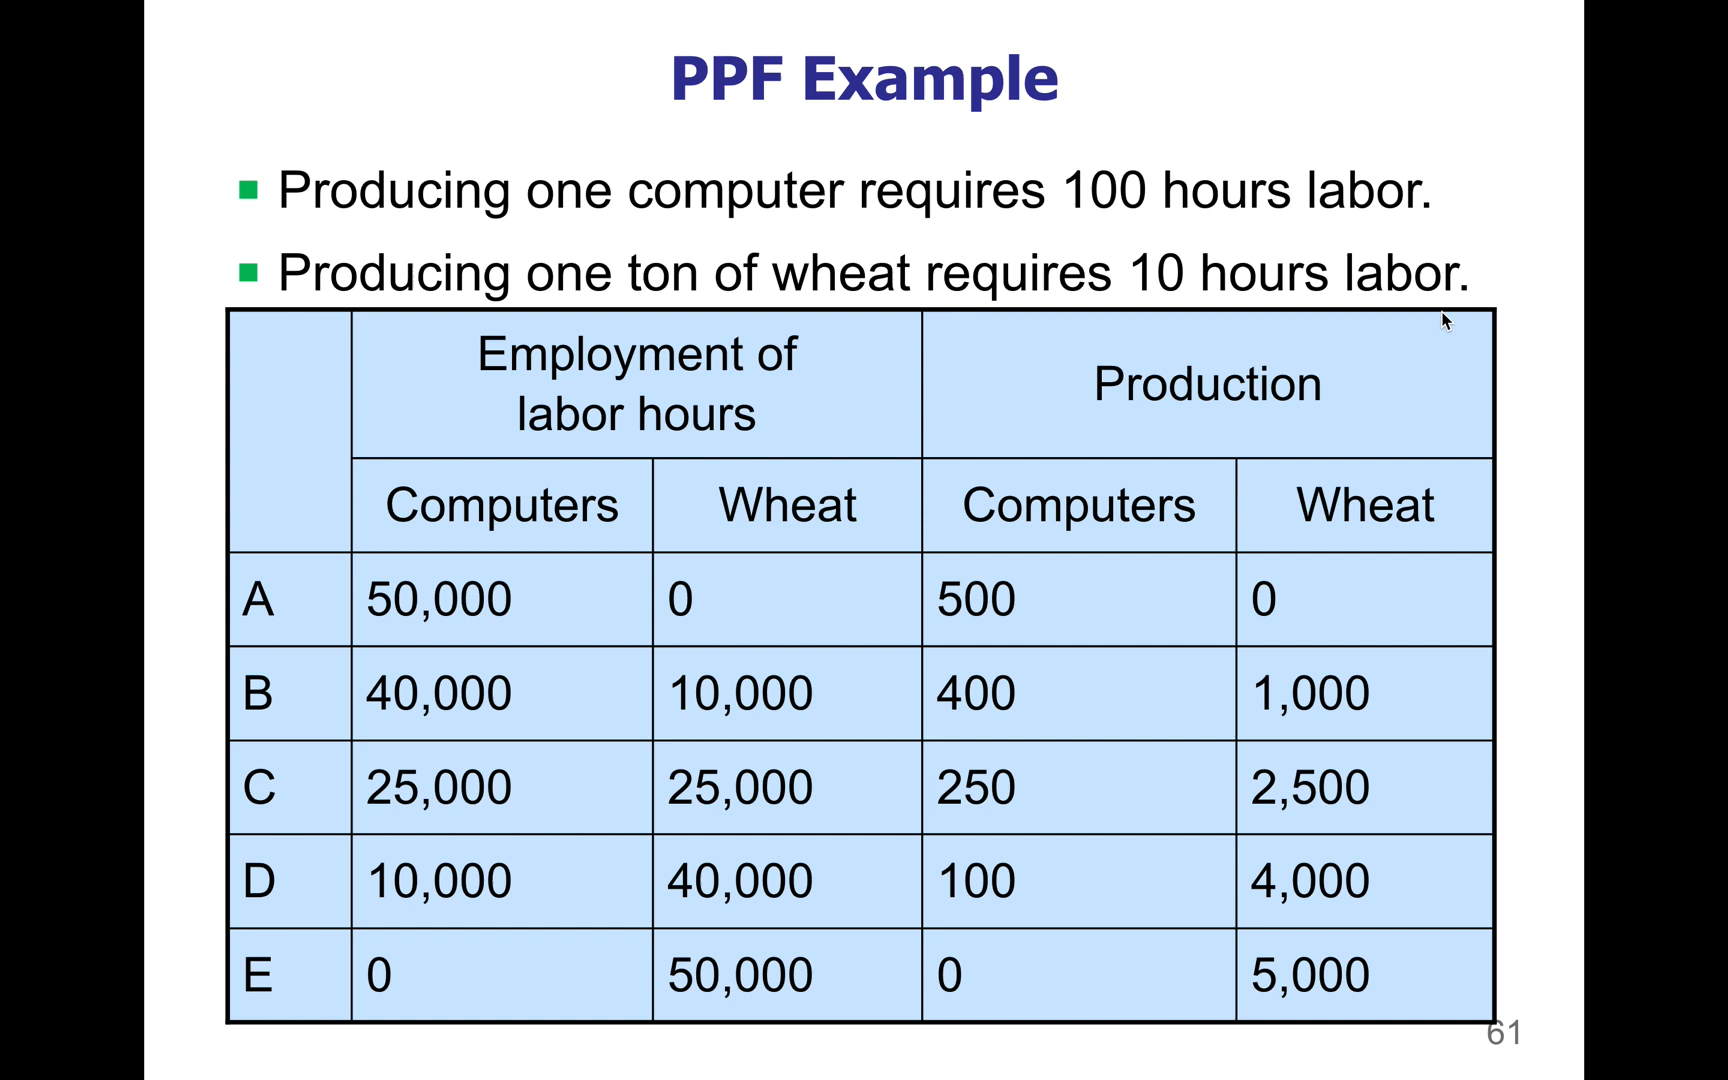 PPF Example
Producing one computer requires 100 hours labor.
Producing one ton of wheat requires 10 hours labor.
Employment of
labor hours
Production
Computers Wheat Computers Wheat
A 50,000 0 500 0
B 40,000 10,000 400 1,000
C 25,000 25,000 250 2,500
D 10,000 40,000 100 4,000
E 0 50,000 0 5,000
61